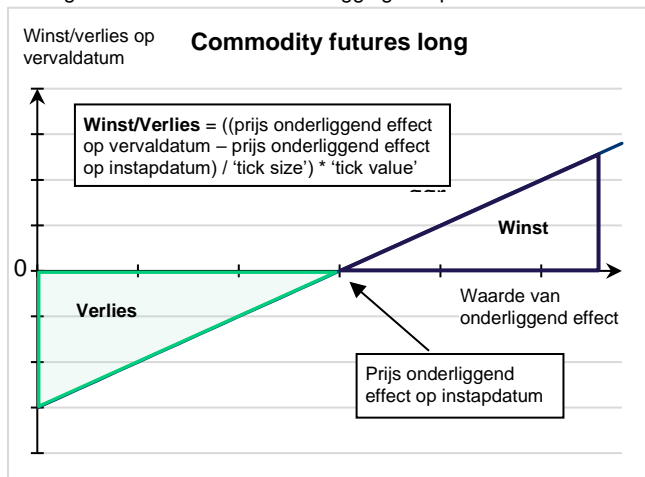 Winst/verlies op
vervaldatum
Commodity futures long
Winst/Verlies = ((prijs onderliggend effect
op vervaldatum – prijs onderliggend effect
op instapdatum) / ‘tick size’) * ‘tick value’
Winst
0
Waarde van
onderliggend effect
Verlies
Prijs onderliggend
effect op instapdatum